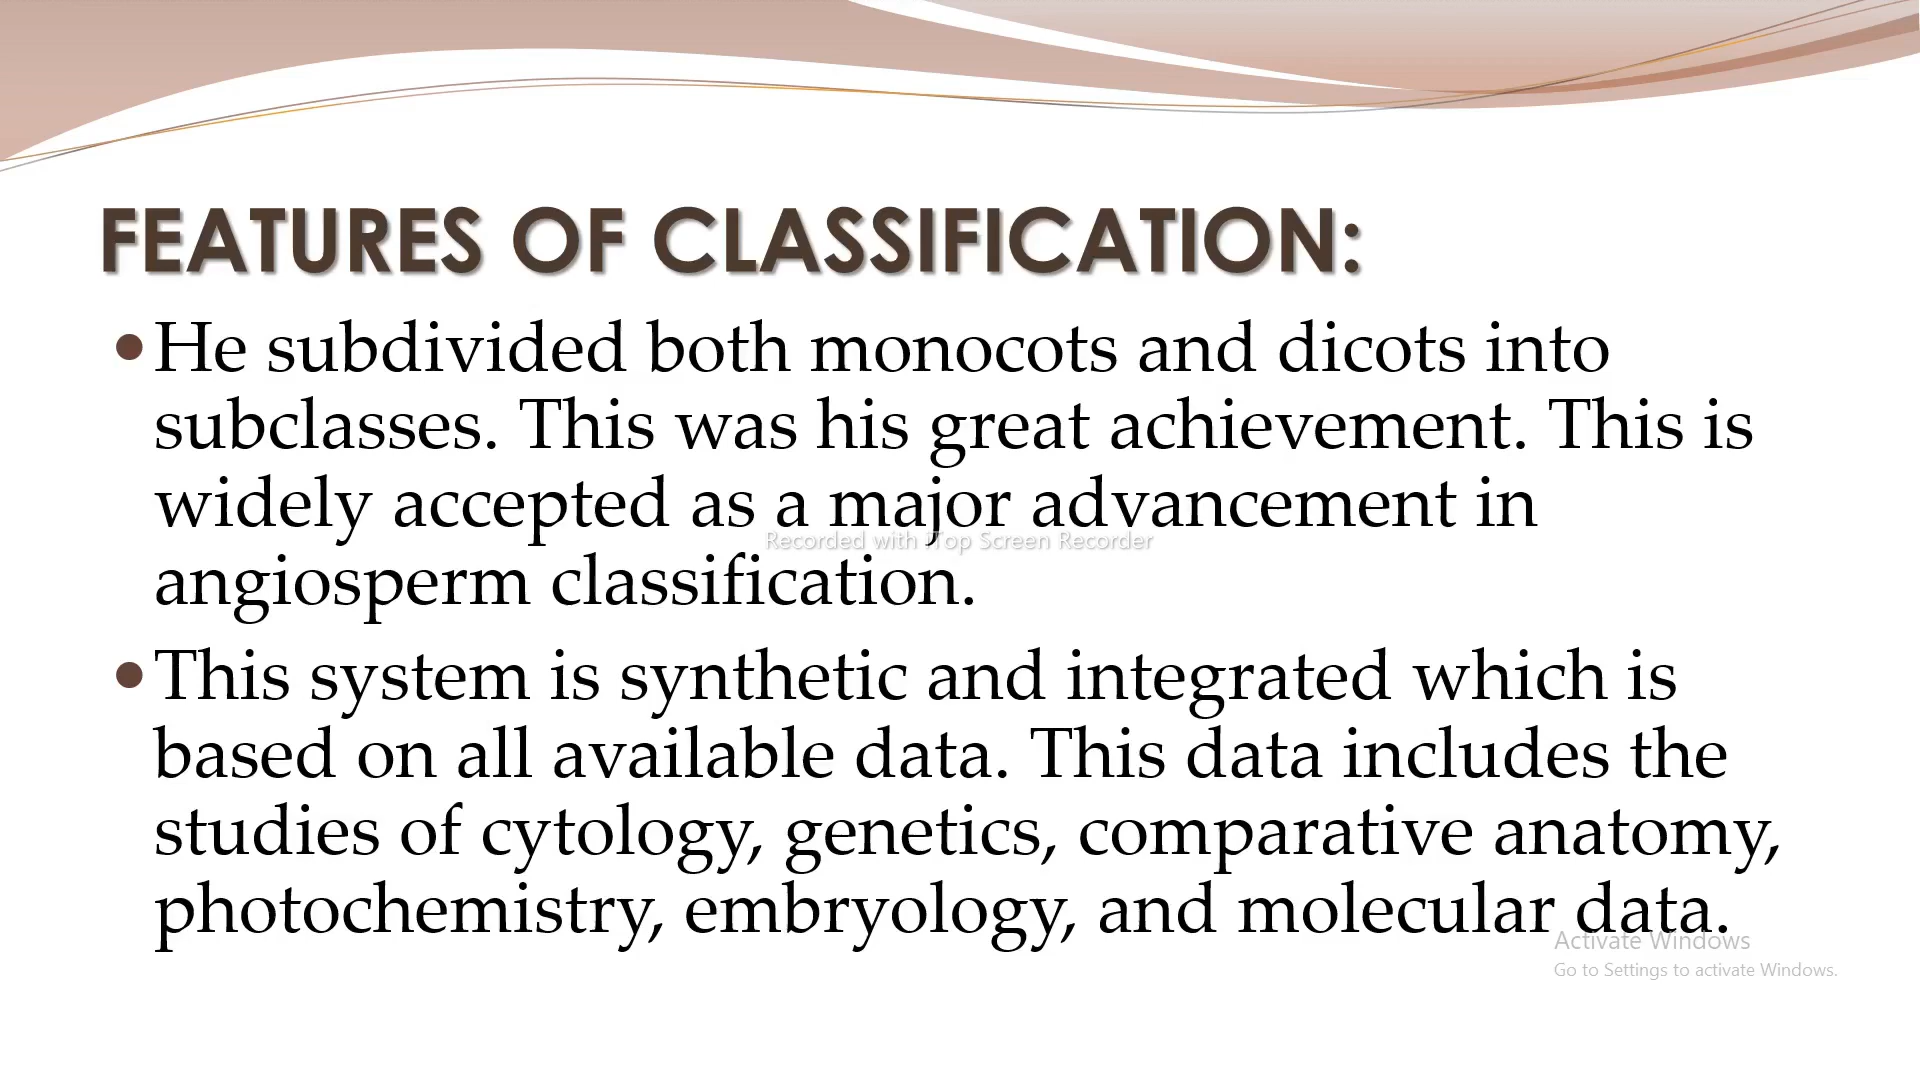 FEATURES OF CLASSIFICATION:
•He subdivided both monocots and dicots into
subclasses. This was his great achievement. This is
widely accepted as a major advancement in
Recorded with iTop Screen Recorder
angiosperm classification.
•This system is synthetic and integrated which is
based on all available data. This data includes the
studies of cytology, genetics, comparative anatomy,
photochemistry, embryology, and molecular data.
Activate Windows
Go to Settings to activate Windows.